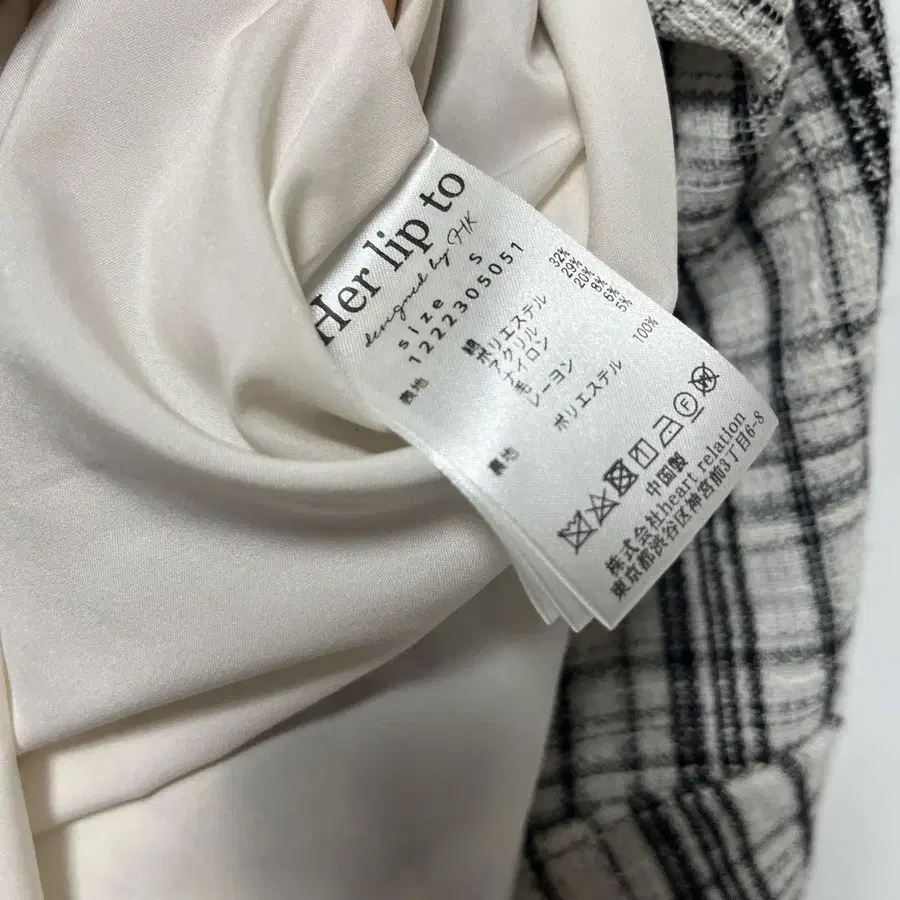 Her lip to
designed by HK
size S
1222305051
表地 綿 32%
ポリエステル 29%
アクリル 20%
ナイロン 8%
毛 6%
レーヨン 5%
裏地 ポリエステル 100%
中国製
株式会社heart relation
東京都渋谷区神宮前3丁目6-8